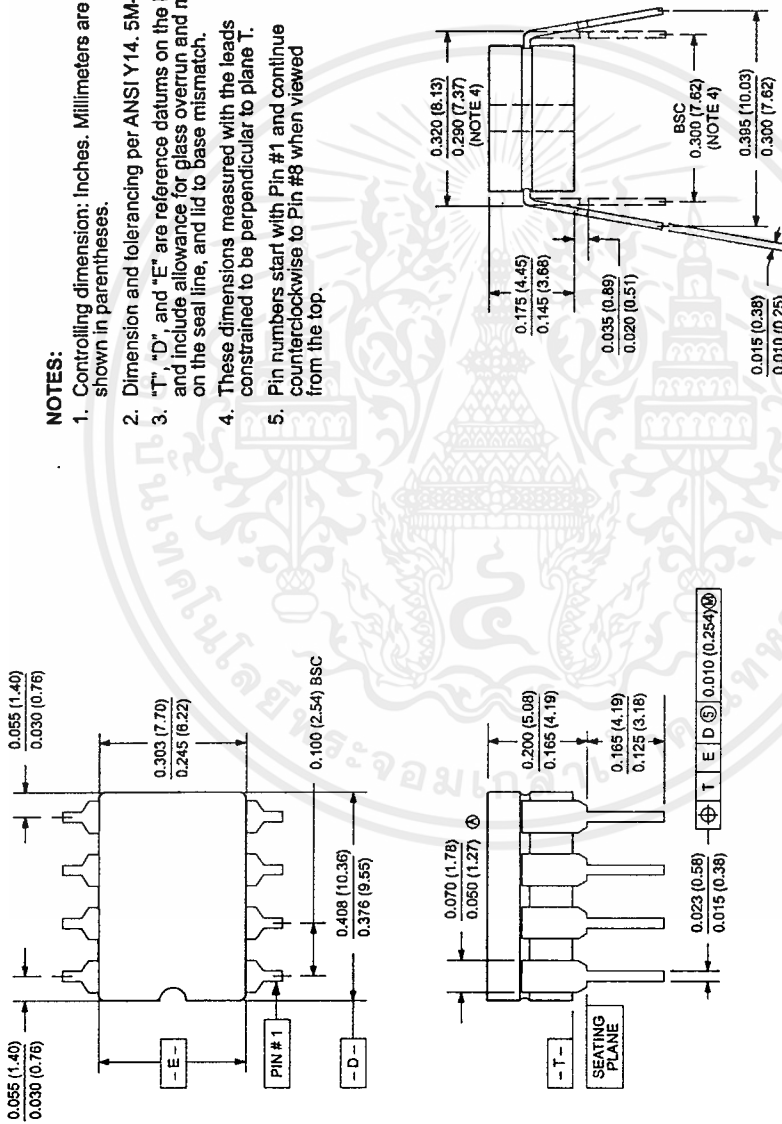 NOTES:
1. Controlling dimension: Inches. Millimeters are
shown in parentheses.
2. Dimension and tolerancing per ANSI Y14. 5M-
3. "T", "D", and "E" are reference datums on the
and include allowance for glass overrun and
on the seal line, and lid to base mismatch.
4. These dimensions measured with the leads
constrained to be perpendicular to plane T.
5. Pin numbers start with Pin #1 and continue
counterclockwise to Pin #8 when viewed
from the top.
0.055 (1.40)
0.030 (0.76)
0.055 (1.40)
0.030 (0.76)
- E -
0.303 (7.70)
0.245 (6.22)
PIN # 1
0.100 (2.54) BSC
- D -
0.408 (10.36)
0.376 (9.55)
0.320 (8.13)
0.290 (7.37)
(NOTE 4)
0.175 (4.45)
0.145 (3.68)
0.035 (0.89)
0.020 (0.51)
BSC
0.300 (7.62)
(NOTE 4)
0.395 (10.03)
0.300 (7.62)
0.015 (0.38)
0.010 (0.25)
0.070 (1.78)
0.050 (1.27)
0.200 (5.08)
0.165 (4.19)
0.165 (4.19)
0.125 (3.18)
- T -
SEATING
PLANE
0.023 (0.58)
0.015 (0.38)
⌖ T E D Ⓢ 0.010 (0.254) Ⓜ